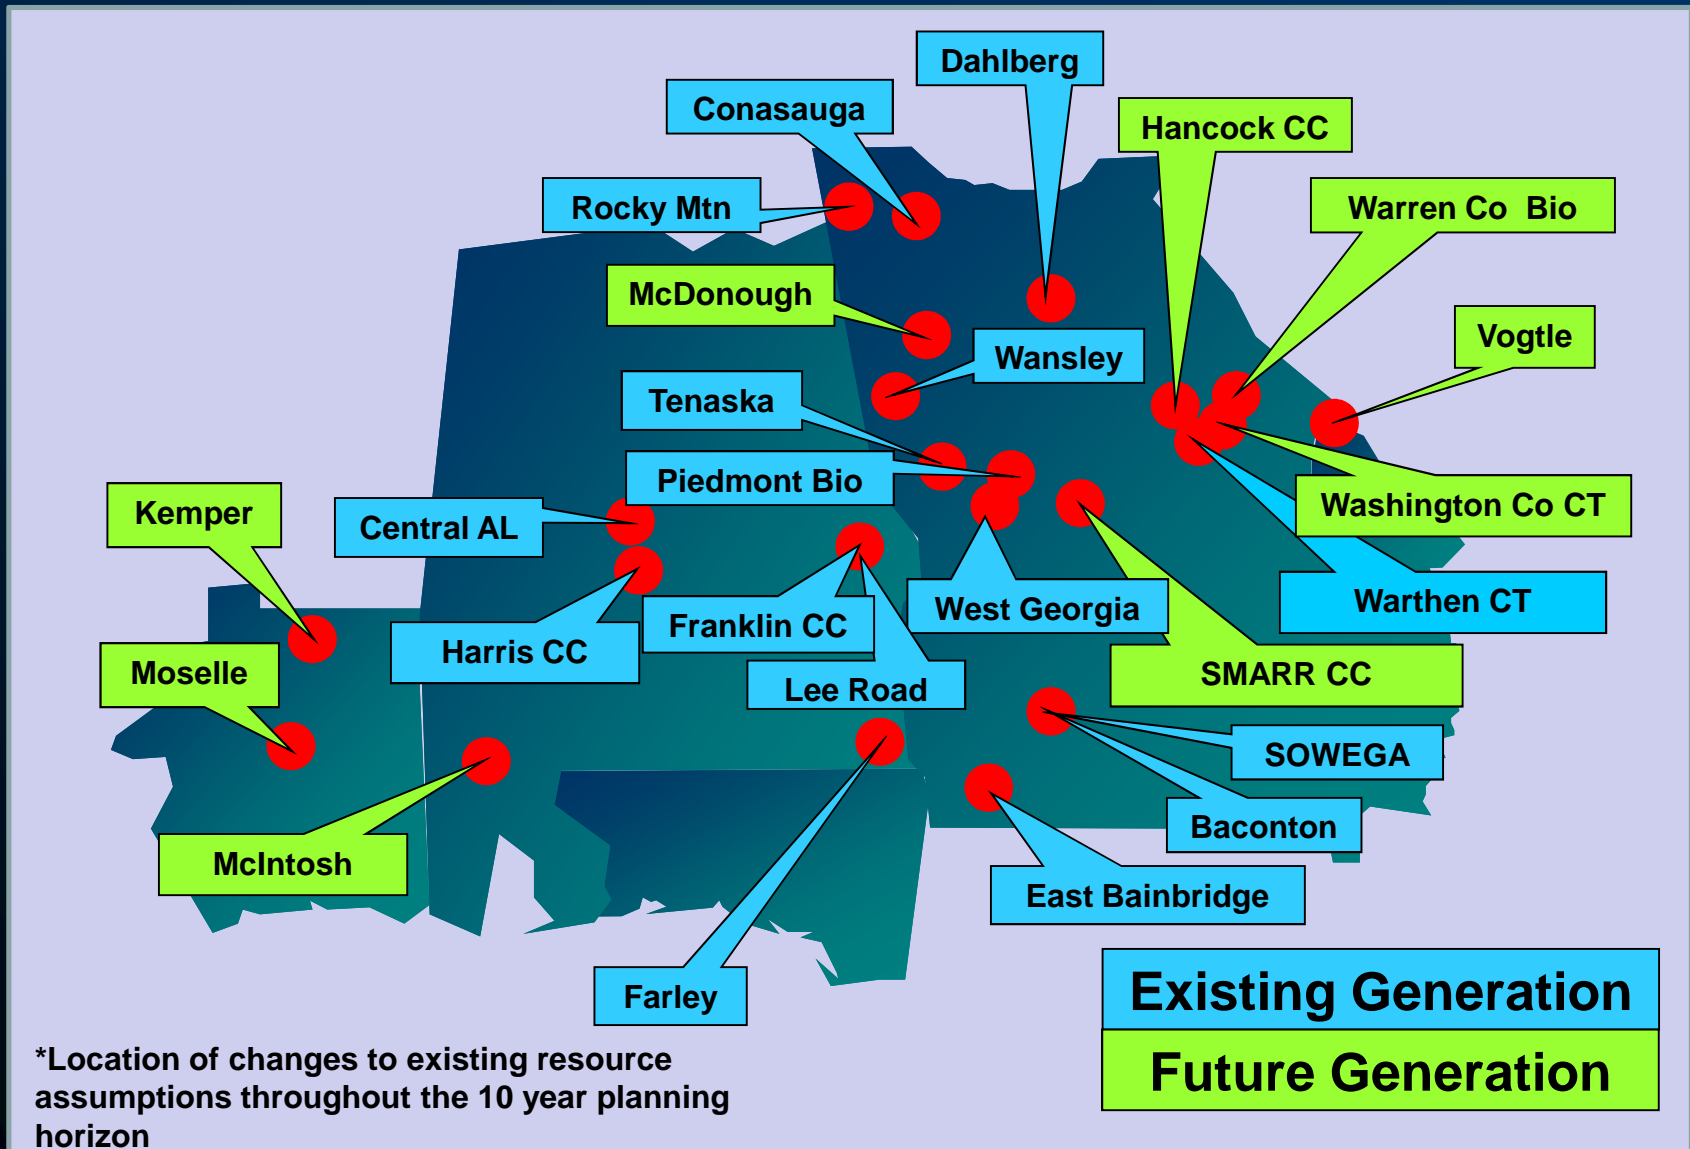 Dahlberg
Conasauga
Hancock CC
Rocky Mtn
Warren Co Bio
McDonough
Vogtle
Wansley
Tenaska
Piedmont Bio
Kemper
Central AL
Washington Co CT
Franklin CC
West Georgia
Warthen CT
Harris CC
Moselle
Lee Road
SMARR CC
SOWEGA
Baconton
McIntosh
East Bainbridge
Farley
Existing Generation
Future Generation
*Location of changes to existing resource
assumptions throughout the 10 year planning
horizon